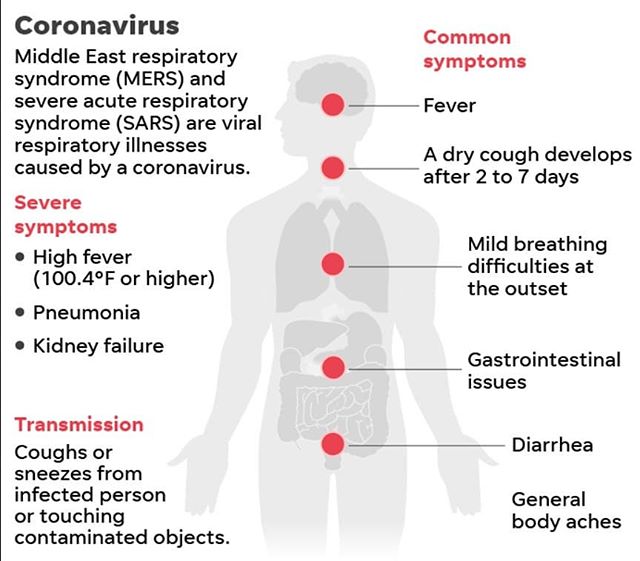 Coronavirus
Middle East respiratory
syndrome (MERS) and
severe acute respiratory
syndrome (SARS) are viral
respiratory illnesses
caused by a coronavirus.
Severe
symptoms
• High fever
(100.4°F or higher)
• Pneumonia
• Kidney failure
Transmission
Coughs or
sneezes from
infected person
or touching
contaminated objects.
Common
symptoms
Fever
A dry cough develops
after 2 to 7 days
Mild breathing
difficulties at
the outset
Gastrointestinal
issues
Diarrhea
General
body aches